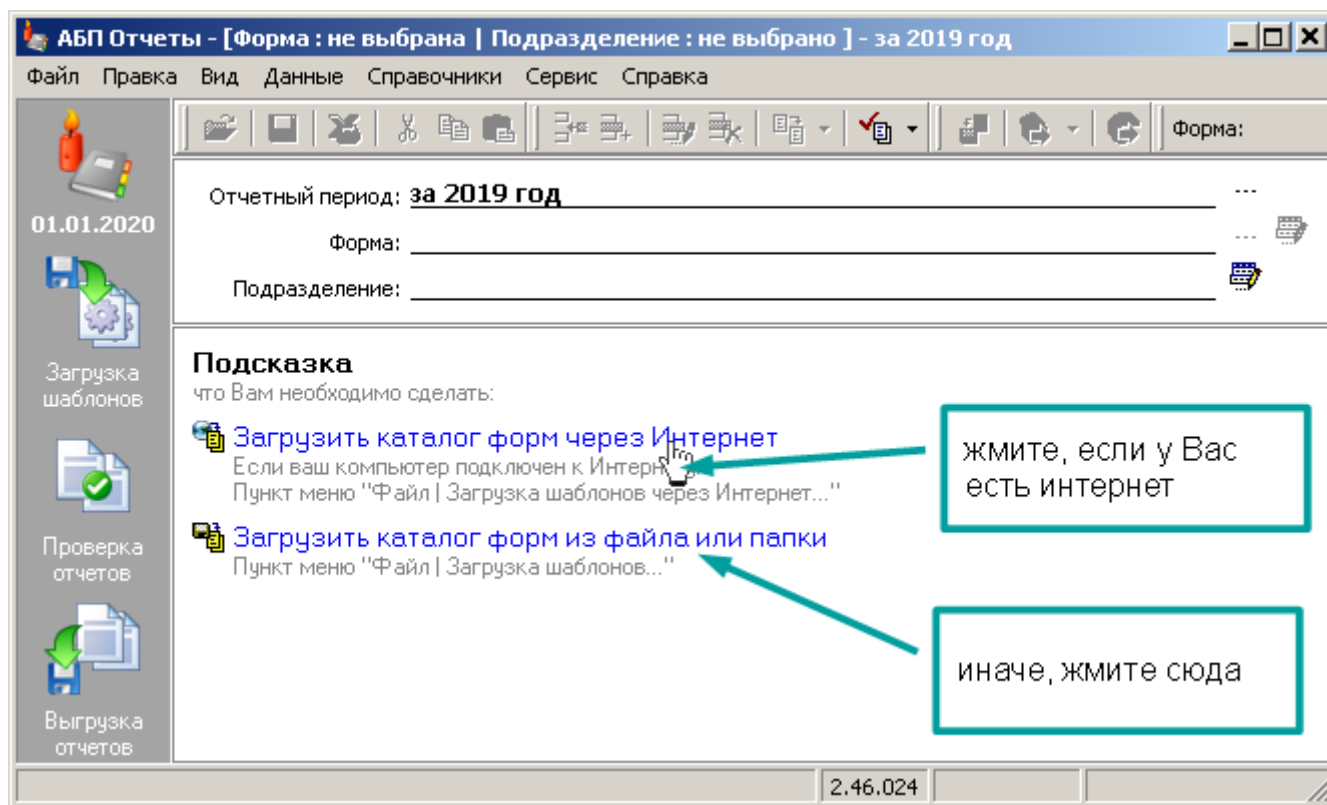 АБП Отчеты - [Форма : не выбрана | Подразделение : не выбрано ] - за 2019 год
Файл Правка Вид Данные Справочники Сервис Справка
Форма:
01.01.2020
Отчетный период: за 2019 год ...
Форма: ...
Подразделение:
Загрузка
шаблонов
Проверка
отчетов
Выгрузка
отчетов
Подсказка
что Вам необходимо сделать:
Загрузить каталог форм через Интернет
Если ваш компьютер подключен к
Пункт меню "Файл | Загрузка шаблонов через Интернет..."
Загрузить каталог форм из файла или папки
Пункт меню "Файл | Загрузка шаблонов..."
жмите, если у Вас
есть интернет
иначе, жмите сюда
2.46.024